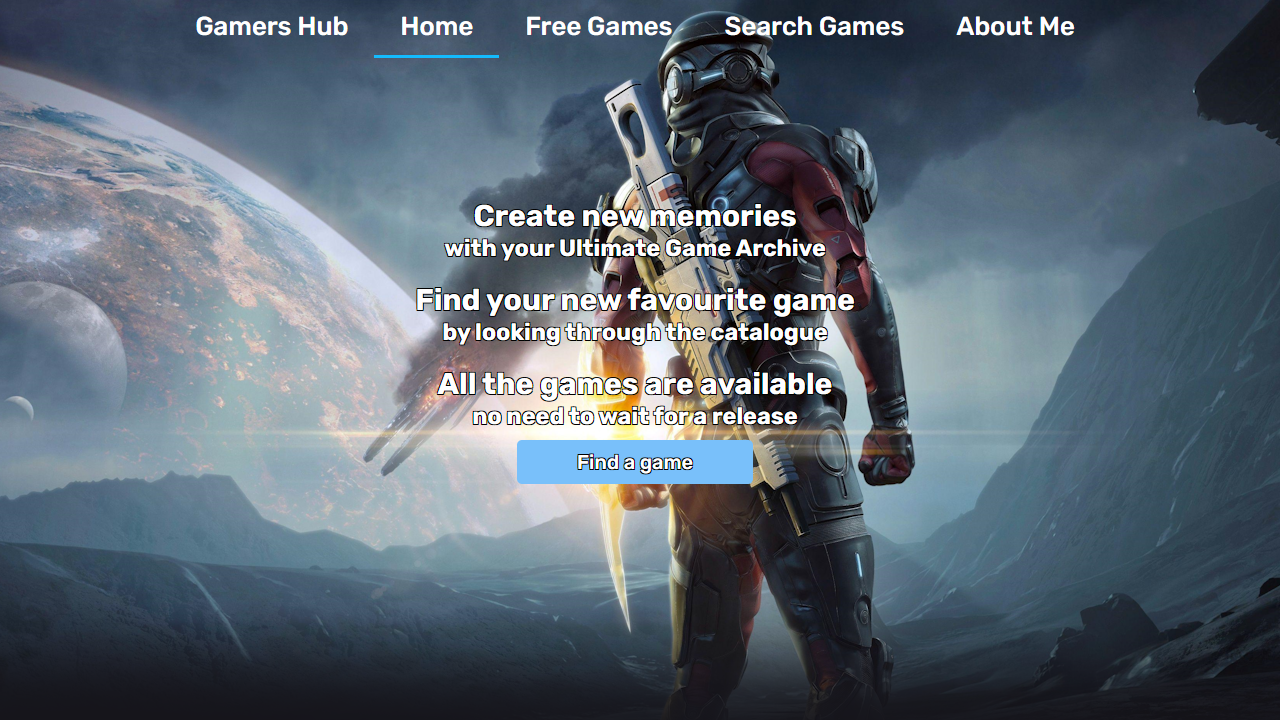 Gamers Hub Home Free Games Search Games About Me
Create new memories
with your Ultimate Game Archive
Find your new favourite game
by looking through the catalogue
All the games are available
no need to wait for a release
Find a game